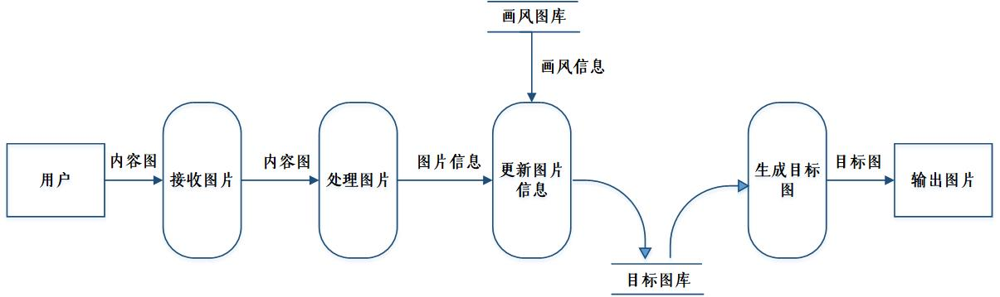 画风图库
画风信息
用户
内容图
接收图片
内容图
处理图片
图片信息
更新图片
信息
生成目标
图
目标图
输出图片
目标图库